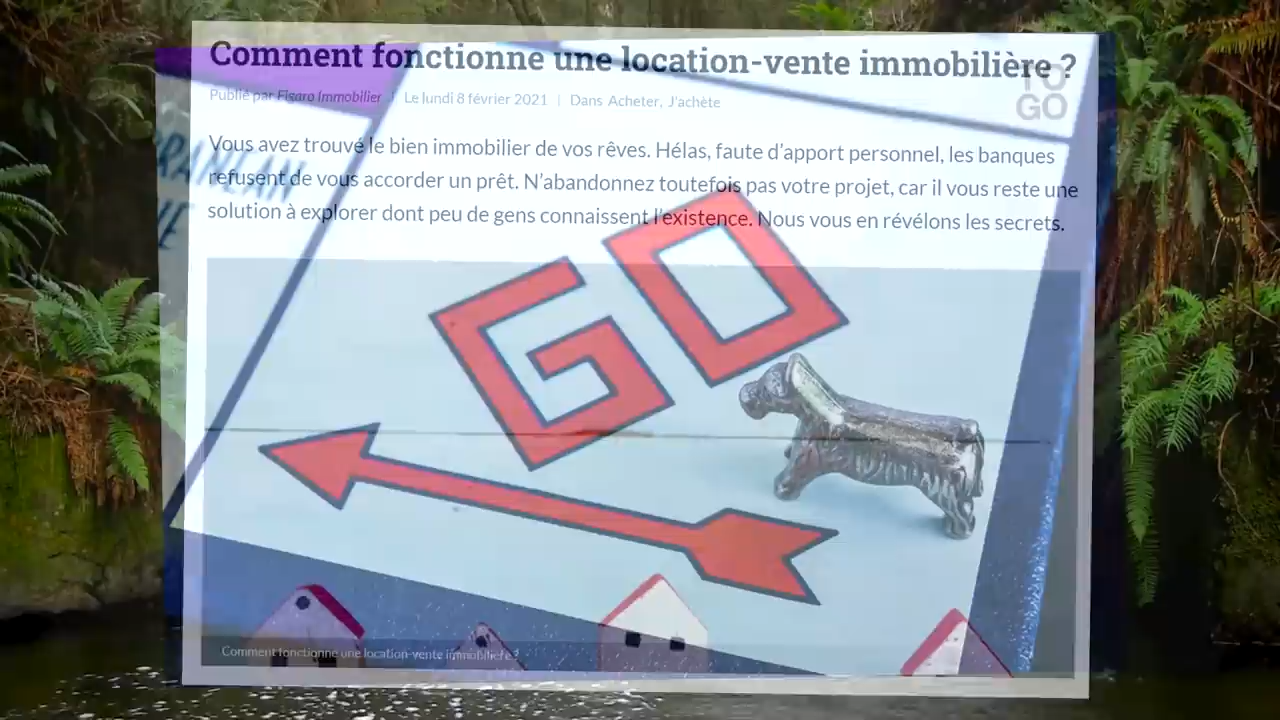 Comment fonctionne une location-vente immobilière ?
TO
GO
Publié par Figaro Immobilier | Le lundi 8 février 2021 | Dans Acheter, J'achète
Vous avez trouvé le bien immobilier de vos rêves. Hélas, faute d'apport personnel, les banques
refusent de vous accorder un prêt. N'abandonnez toutefois pas votre projet, car il vous reste une
solution à explorer dont peu de gens connaissent l'existence. Nous vous en révélons les secrets.
GO
Comment fonctionne une location-vente immobilière ?